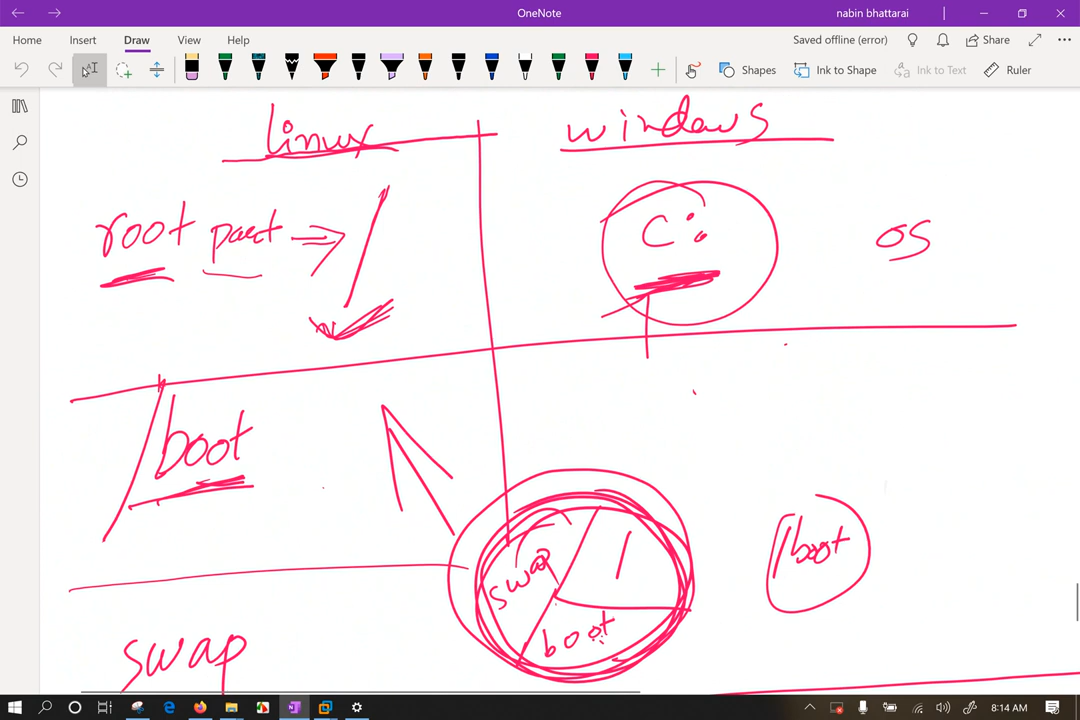 OneNote
nabin bhattarai
Home Insert Draw View Help
Saved offline (error)
Share
Shapes
Ink to Shape
Ink to Text
Ruler
linux windows
root part ⇒ / C: OS
/boot
swap /
boot
/boot
swap
8:14 AM